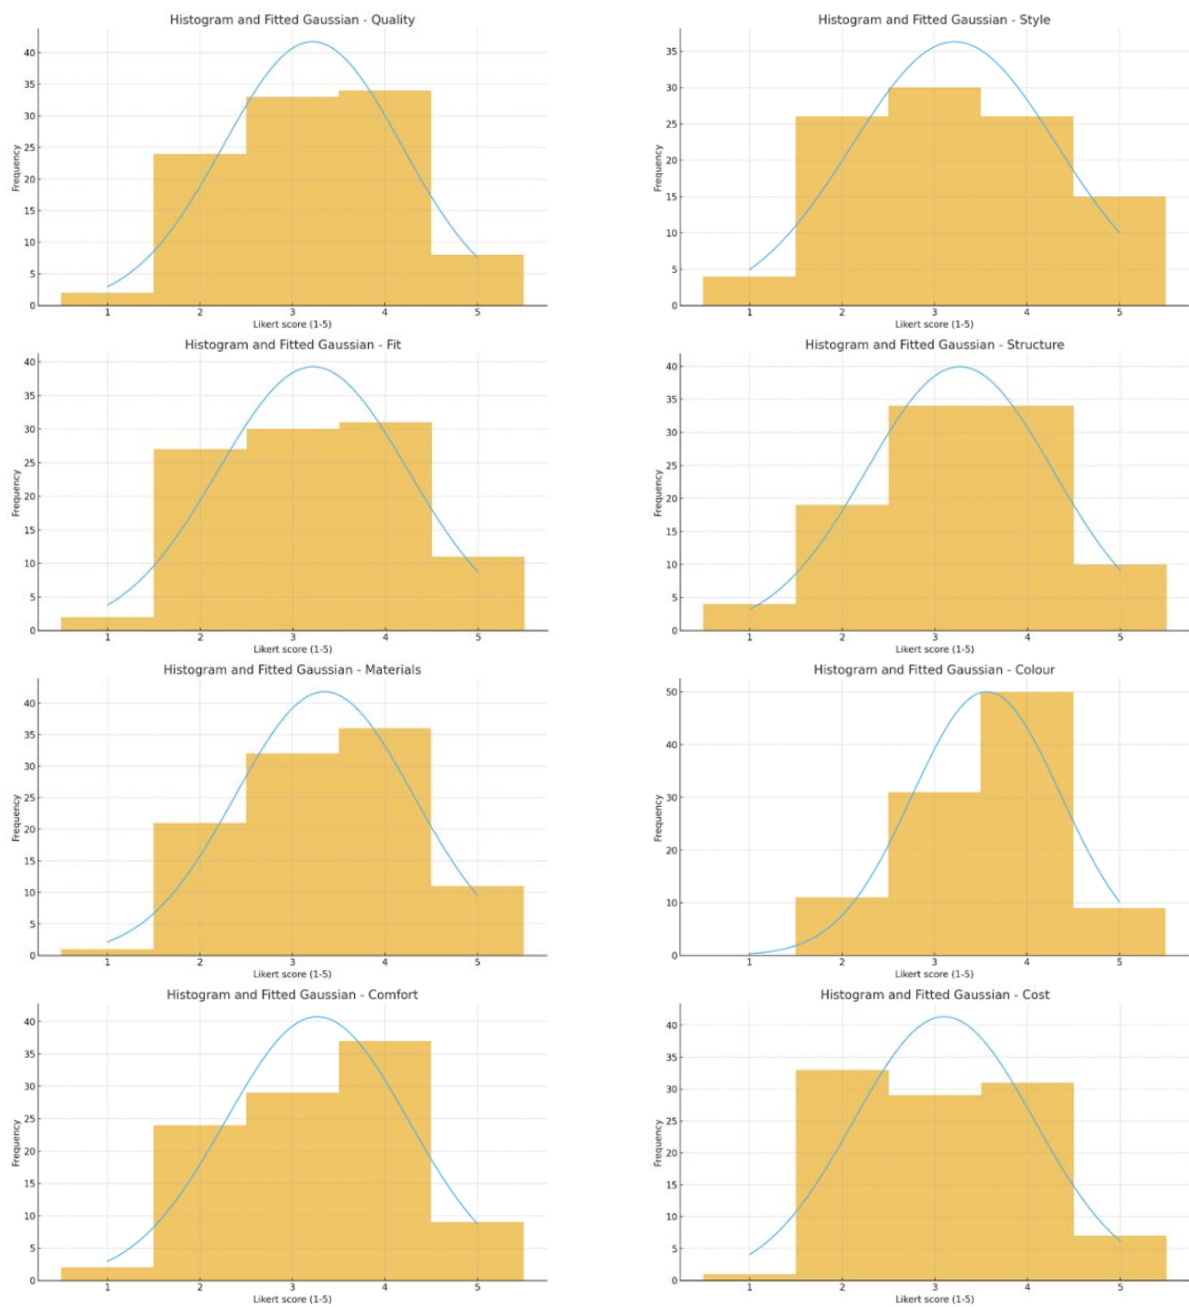 Histogram and Fitted Gaussian - Quality
40
35
30
25
20
15
10
5
0
Frequency
1 2 3 4 5
Likert score (1-5)
Histogram and Fitted Gaussian - Style
35
30
25
20
15
10
5
0
Frequency
1 2 3 4 5
Likert score (1-5)
Histogram and Fitted Gaussian - Fit
40
35
30
25
20
15
10
5
0
Frequency
1 2 3 4 5
Likert score (1-5)
Histogram and Fitted Gaussian - Structure
40
35
30
25
20
15
10
5
0
Frequency
1 2 3 4 5
Likert score (1-5)
Histogram and Fitted Gaussian - Materials
40
35
30
25
20
15
10
5
0
Frequency
1 2 3 4 5
Likert score (1-5)
Histogram and Fitted Gaussian - Colour
50
40
30
20
10
0
Frequency
1 2 3 4 5
Likert score (1-5)
Histogram and Fitted Gaussian - Comfort
40
35
30
25
20
15
10
5
0
Frequency
1 2 3 4 5
Likert score (1-5)
Histogram and Fitted Gaussian - Cost
40
35
30
25
20
15
10
5
0
Frequency
1 2 3 4 5
Likert score (1-5)